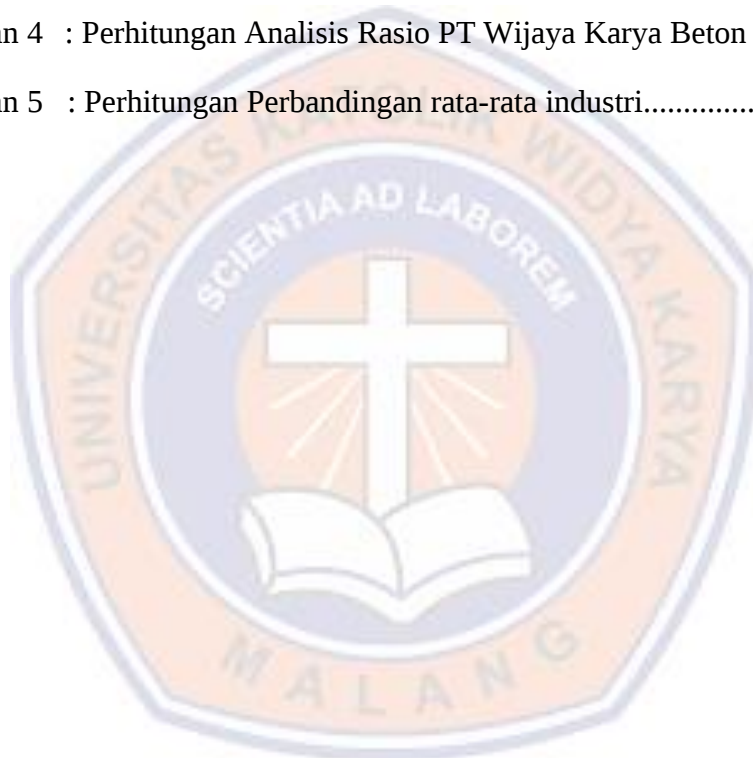 an 4 : Perhitungan Analisis Rasio PT Wijaya Karya Beton
an 5 : Perhitungan Perbandingan rata-rata industri..............
UNIVERSITAS KATOLIK WIDYA KARYA
SCIENTIA AD LABOREM
MALANG